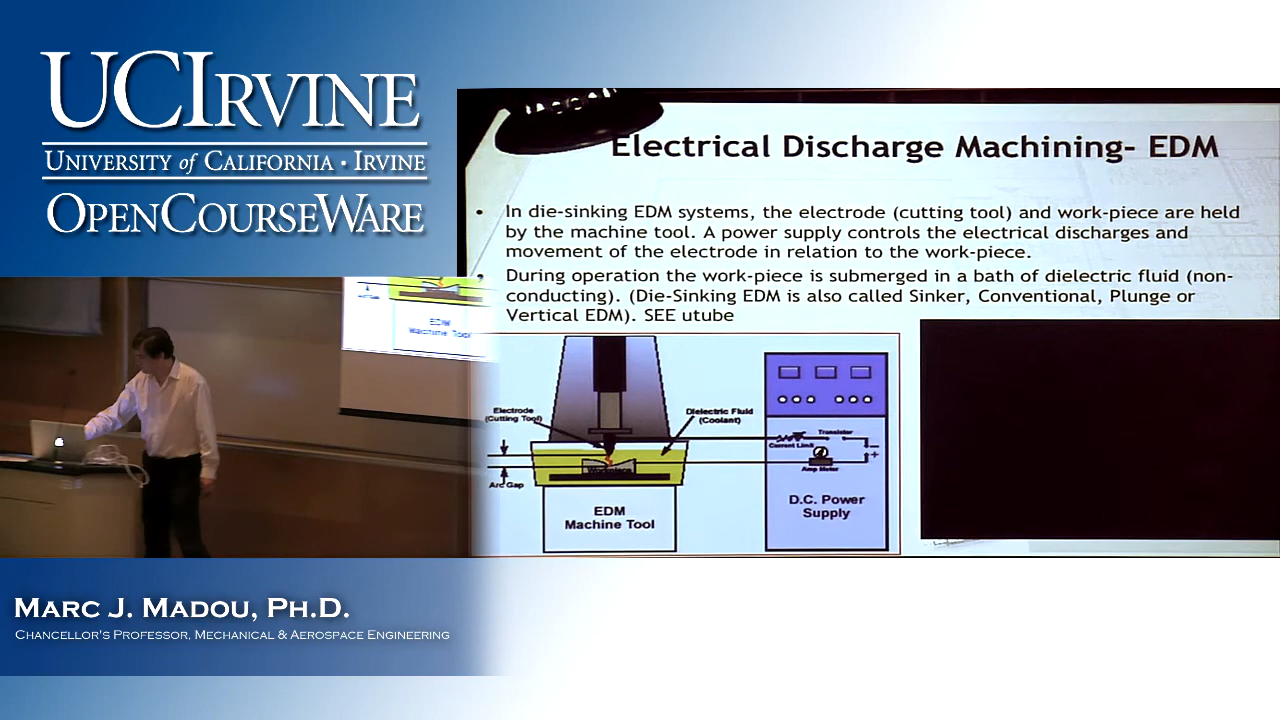 UCIRVINE
UNIVERSITY of CALIFORNIA · IRVINE
OPENCOURSEWARE
Electrical Discharge Machining- EDM
• In die-sinking EDM systems, the electrode (cutting tool) and work-piece are held
by the machine tool. A power supply controls the electrical discharges and
movement of the electrode in relation to the work-piece.
• During operation the work-piece is submerged in a bath of dielectric fluid (non-
conducting). (Die-Sinking EDM is also called Sinker, Conventional, Plunge or
Vertical EDM). SEE utube
Electrode
(Cutting Tool)
Dielectric Fluid
(Coolant)
Arc Gap
EDM
Machine Tool
Transistor
Current Limit
Amp Meter
- +
D.C. Power
Supply
EDM
Machine Tool
MARC J. MADOU, PH.D.
CHANCELLOR'S PROFESSOR, MECHANICAL & AEROSPACE ENGINEERING